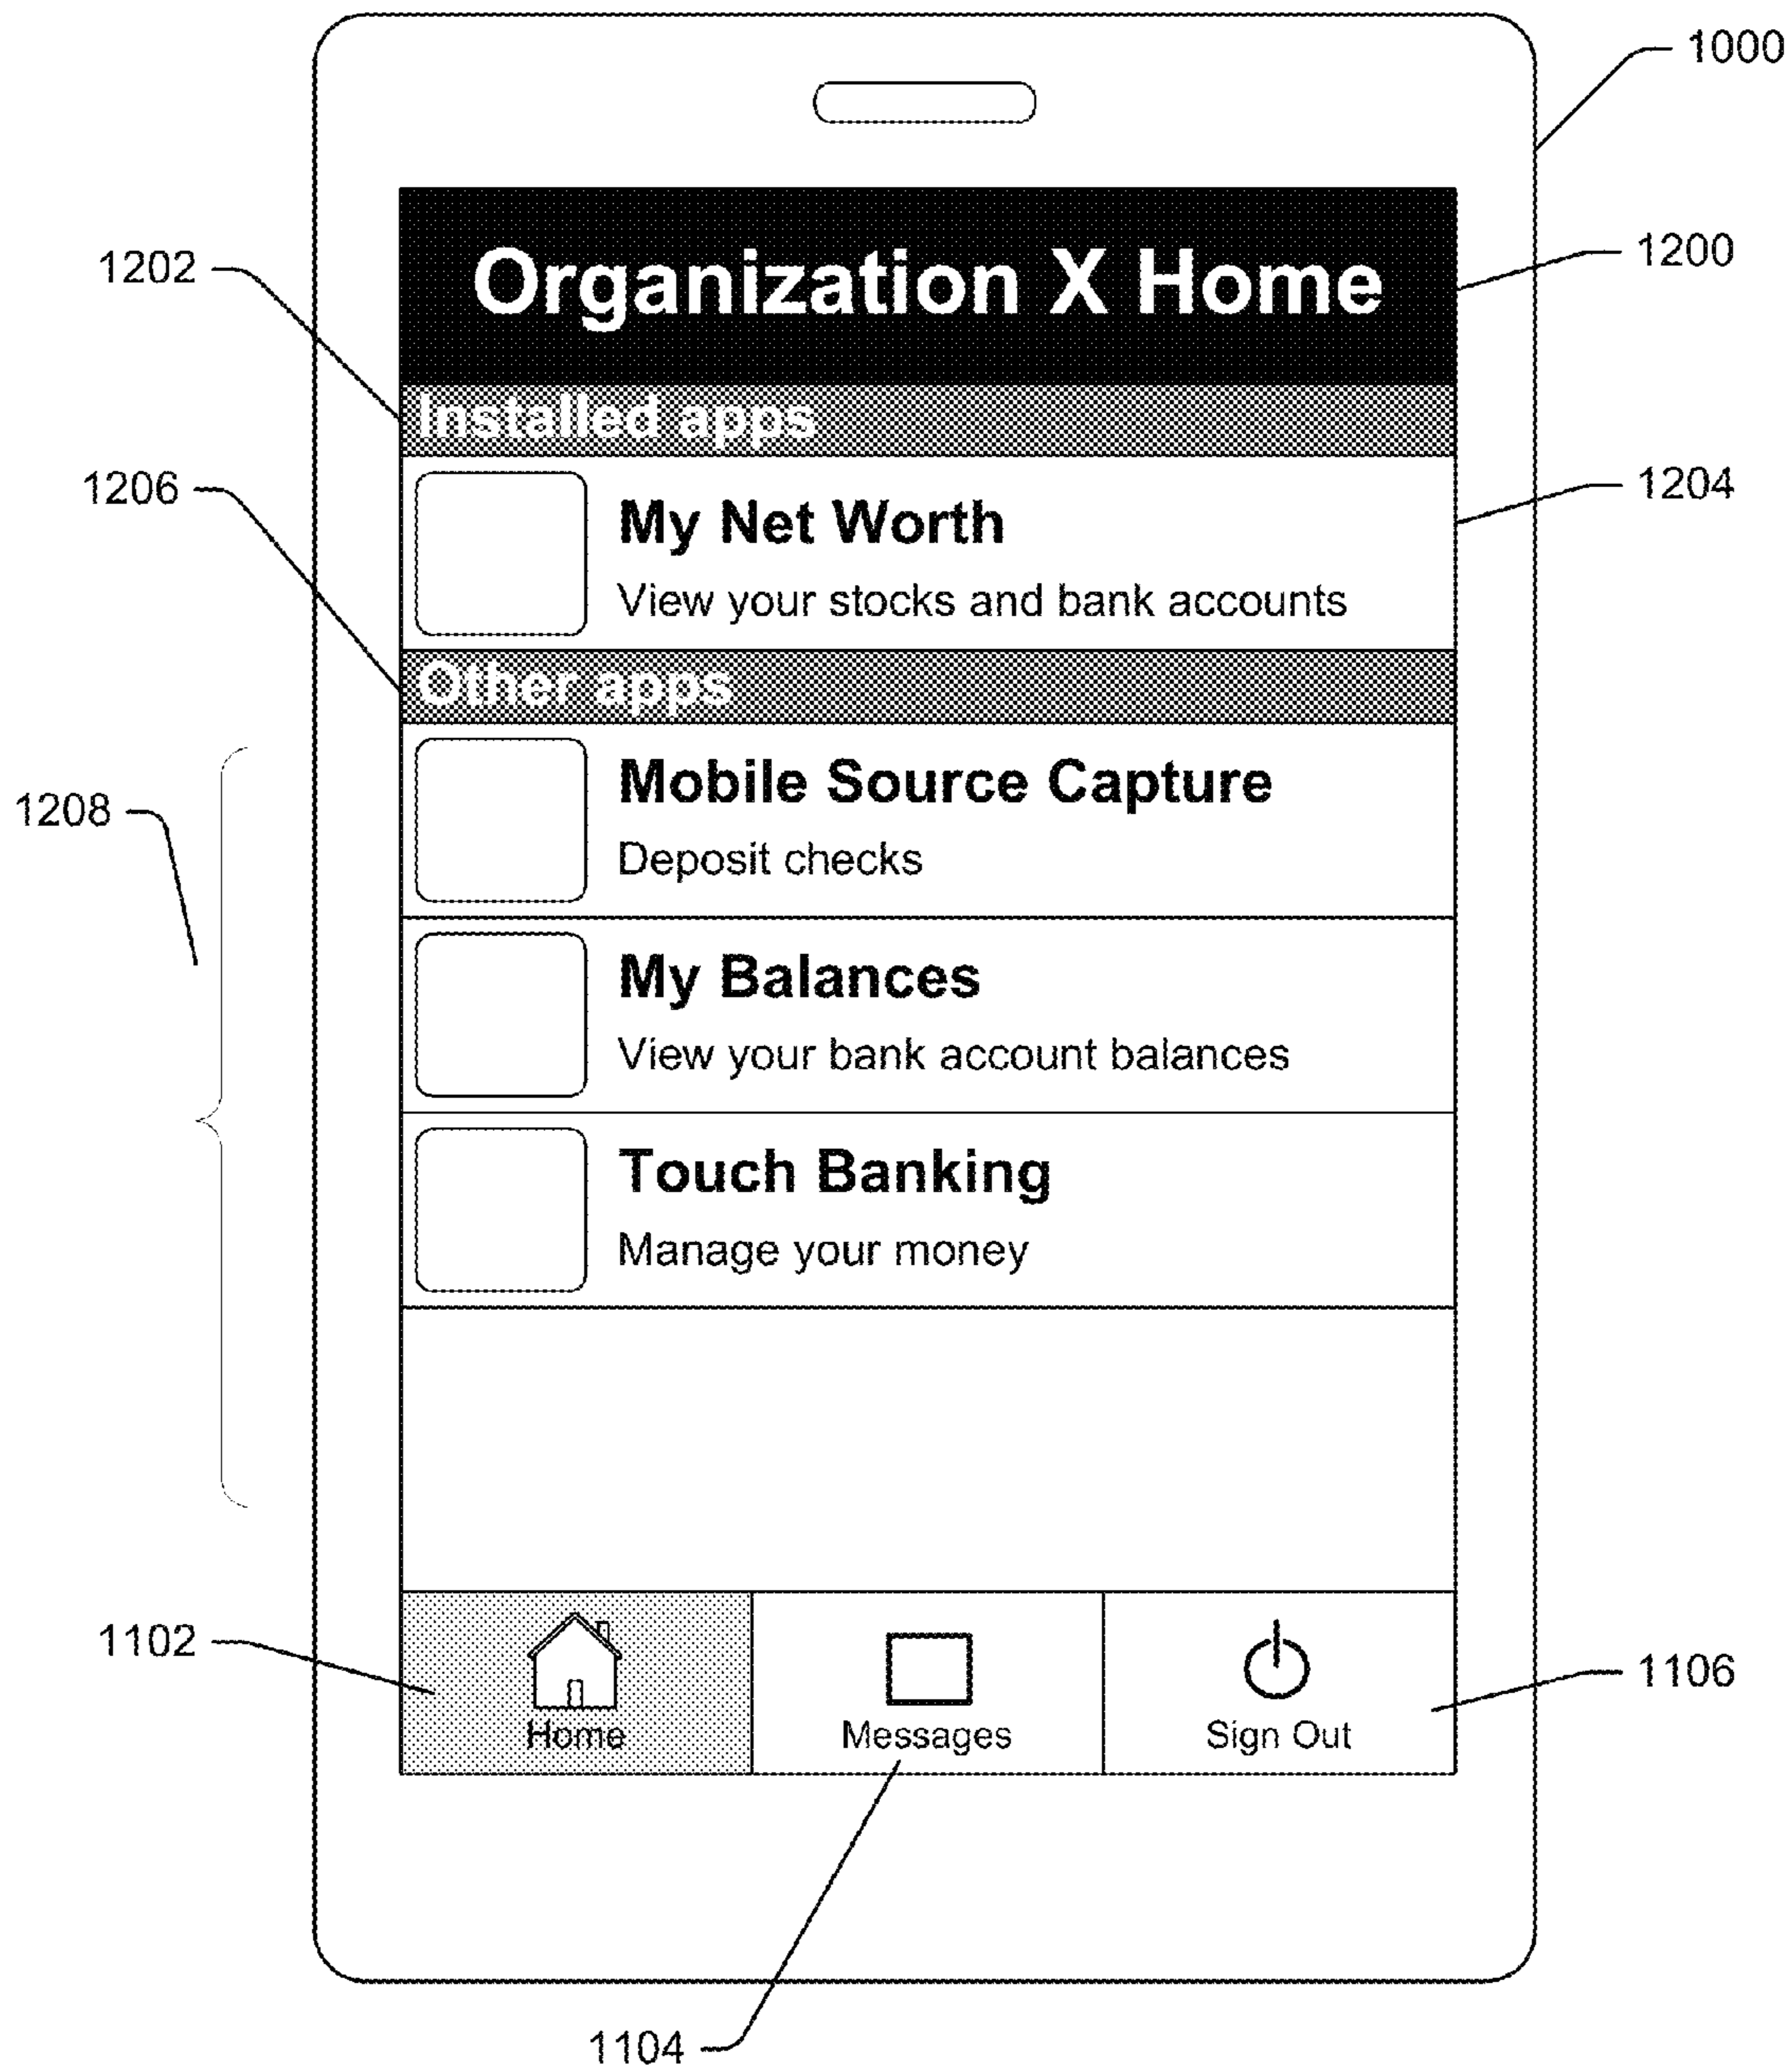 1000
Organization X Home
1200
1202
Installed apps
1206
My Net Worth
1204
View your stocks and bank accounts
Other apps
1208
Mobile Source Capture
Deposit checks
My Balances
View your bank account balances
Touch Banking
Manage your money
1102
Home
Messages
Sign Out
1106
1104